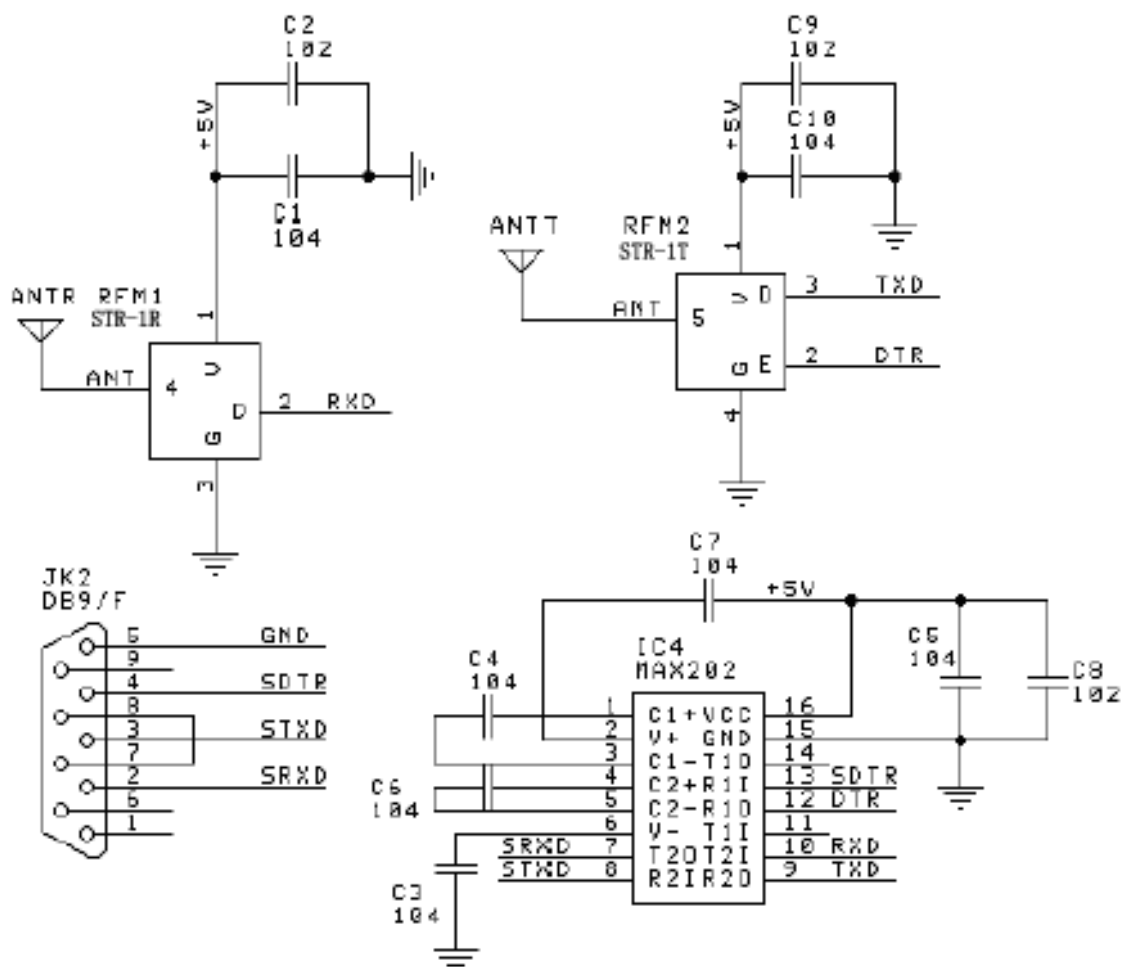 C2
102
+5V
C1
104
ANTR RFM1
STR-1R
1
ANT
4
V
D
G
2
RXD
3
C9
102
+5V
C10
104
ANTT
RFM2
STR-1T
1
ANT
5
V
D
G
E
3
TXD
2
DTR
4
JK2
DB9/F
5
GND
9
4
SDTR
8
3
STXD
7
2
SRXD
6
1
C7
104
+5V
IC4
MAX202
C4
104
C5
104
C8
102
1 C1+ VCC 16
2 V+ GND 15
3 C1- T1O 14
4 C2+ R1I 13 SDTR
C6
104
5 C2- R1O 12 DTR
6 V- T1I 11
SRXD 7 T2O T2I 10 RXD
STXD 8 R2I R2O 9 TXD
C3
104